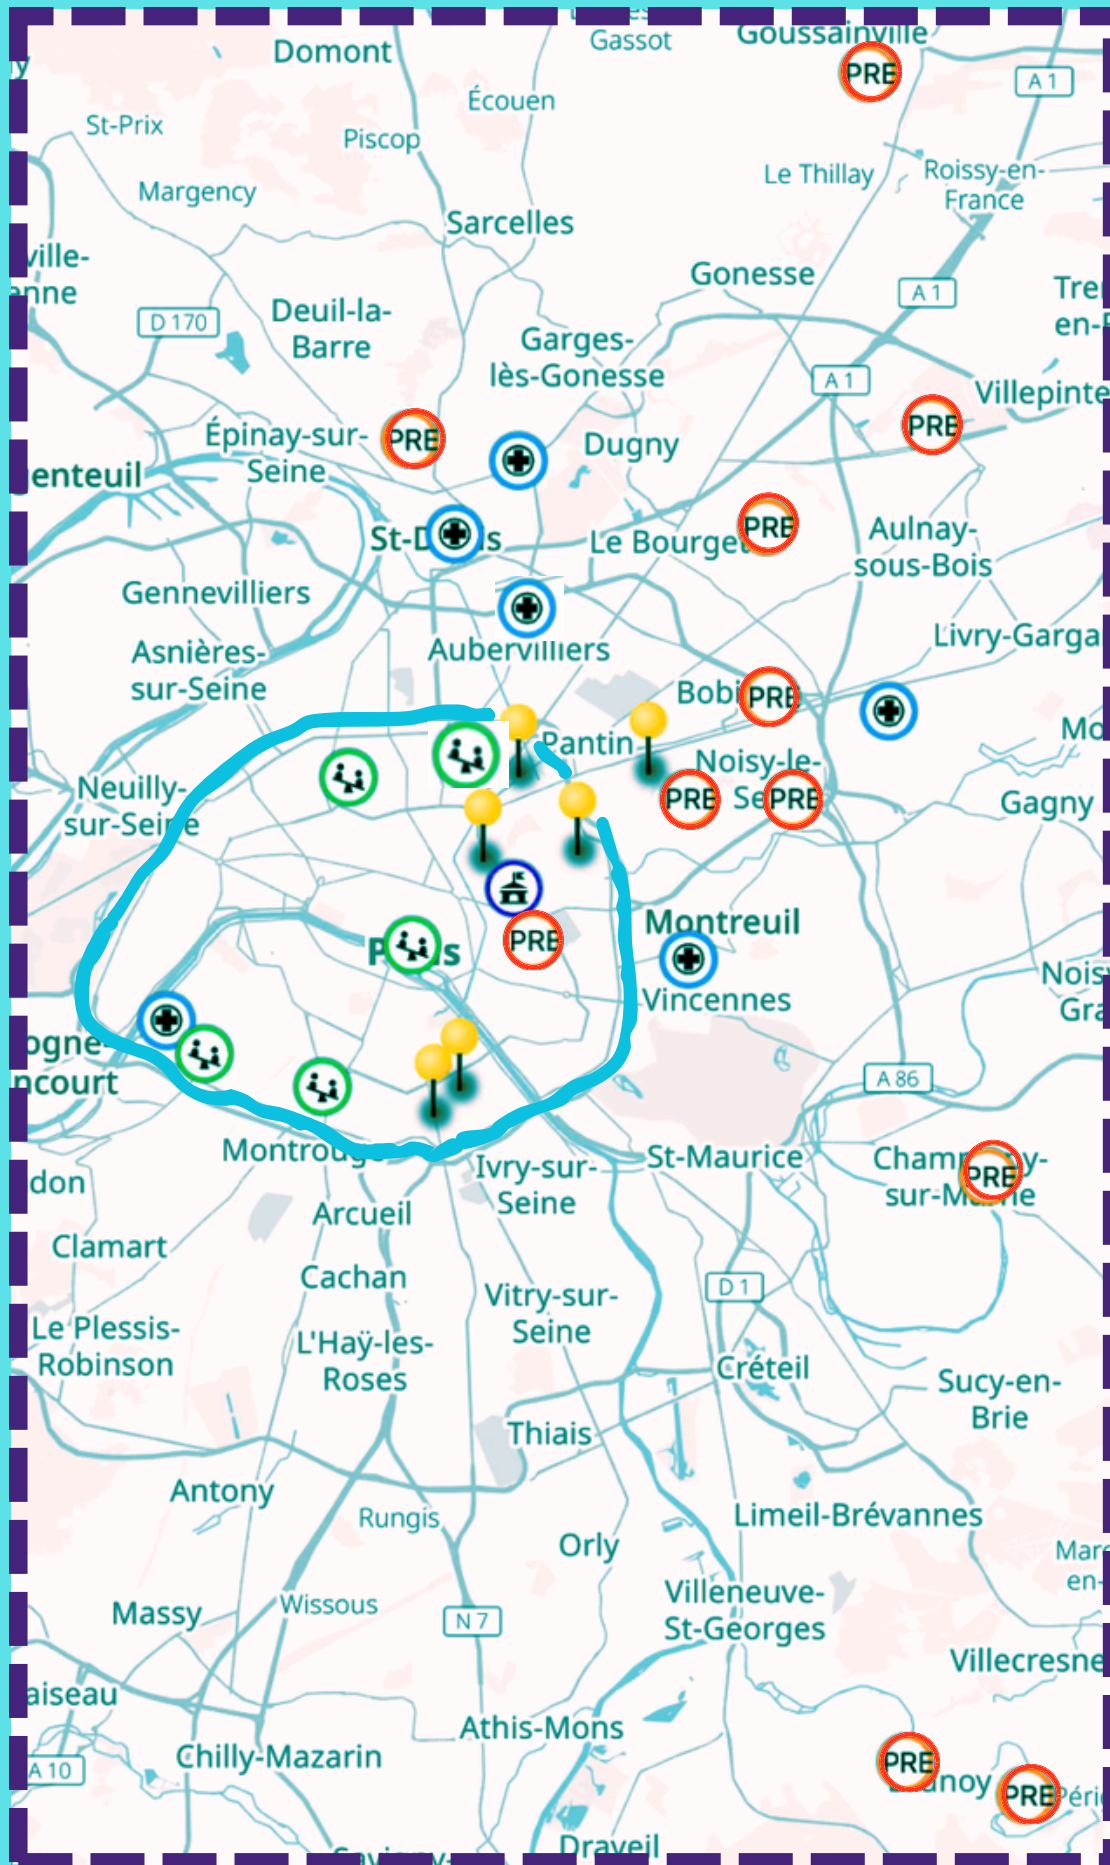 Domont
Gassot
Goussainville
PRE
A 1
Écouen
St-Prix
Piscop
Le Thillay
Roissy-en-
France
Margency
Sarcelles
Gonesse
A 1
D 170
Deuil-la-
Barre
Garges-
lès-Gonesse
A 1
Villepinte
Épinay-sur-
Seine
PRE
Dugny
PRE
enteuil
PRE
Le Bourget
Aulnay-
sous-Bois
Gennevilliers
Aubervilliers
Livry-Garga
Asnières-
sur-Seine
PRE
Pantin
Noisy-le-
PRE
PRE
Neuilly-
sur-Seine
Gagny
Montreuil
PRE
Vincennes
A 86
Montrouge
Ivry-sur-
Seine
St-Maurice
PRE
Arcueil
Clamart
Cachan
D 1
Vitry-sur-
Seine
Le Plessis-
Robinson
L'Haÿ-les-
Roses
Créteil
Sucy-en-
Brie
Thiais
Antony
Rungis
Limeil-Brévannes
Orly
Massy
Wissous
N 7
Villeneuve-
St-Georges
Villecresne
aiseau
Athis-Mons
A 10
Chilly-Mazarin
PRE
PRE
Draveil